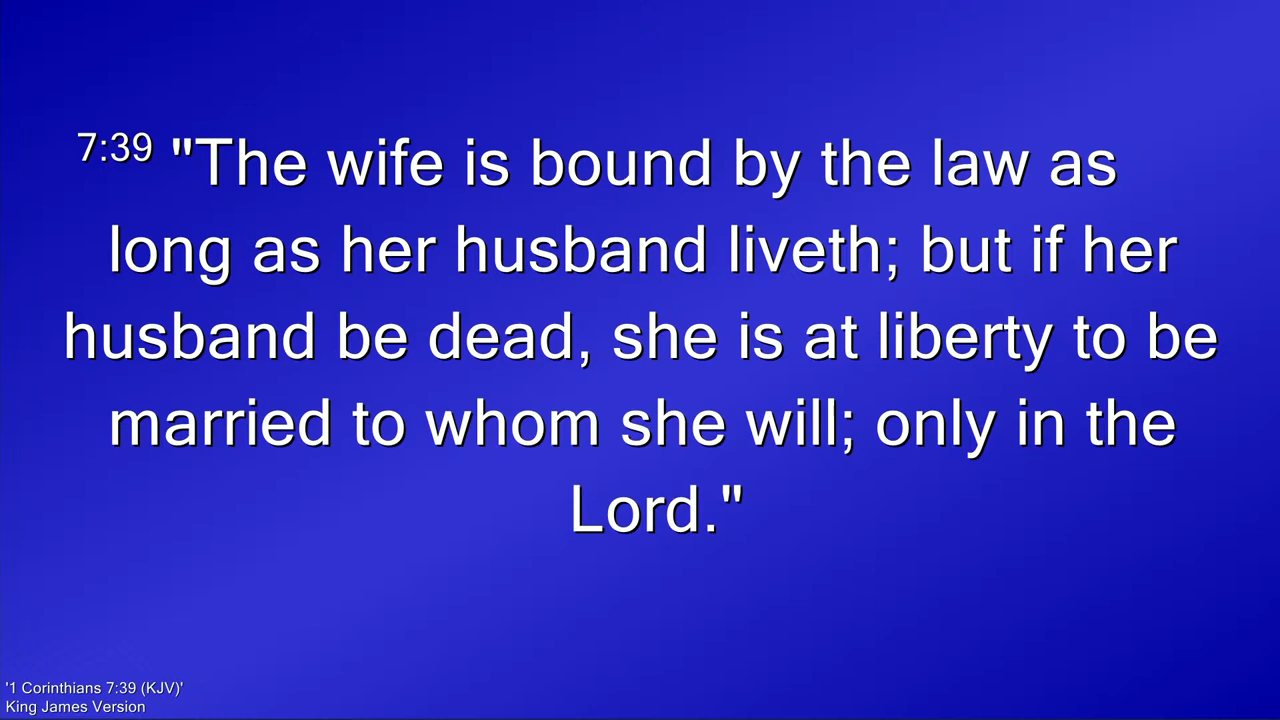 7:39 "The wife is bound by the law as
long as her husband liveth; but if her
husband be dead, she is at liberty to be
married to whom she will; only in the
Lord."
'1 Corinthians 7:39 (KJV)'
King James Version